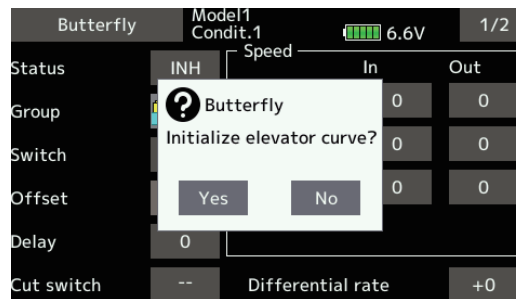 Butterfly
Model1
Condit.1
6.6V
1/2
Speed
Status INH In Out
Group 0 0
Switch 0 0
Offset 0 0
Delay 0
Cut switch -- Differential rate +0
Butterfly
Initialize elevator curve?
Yes No